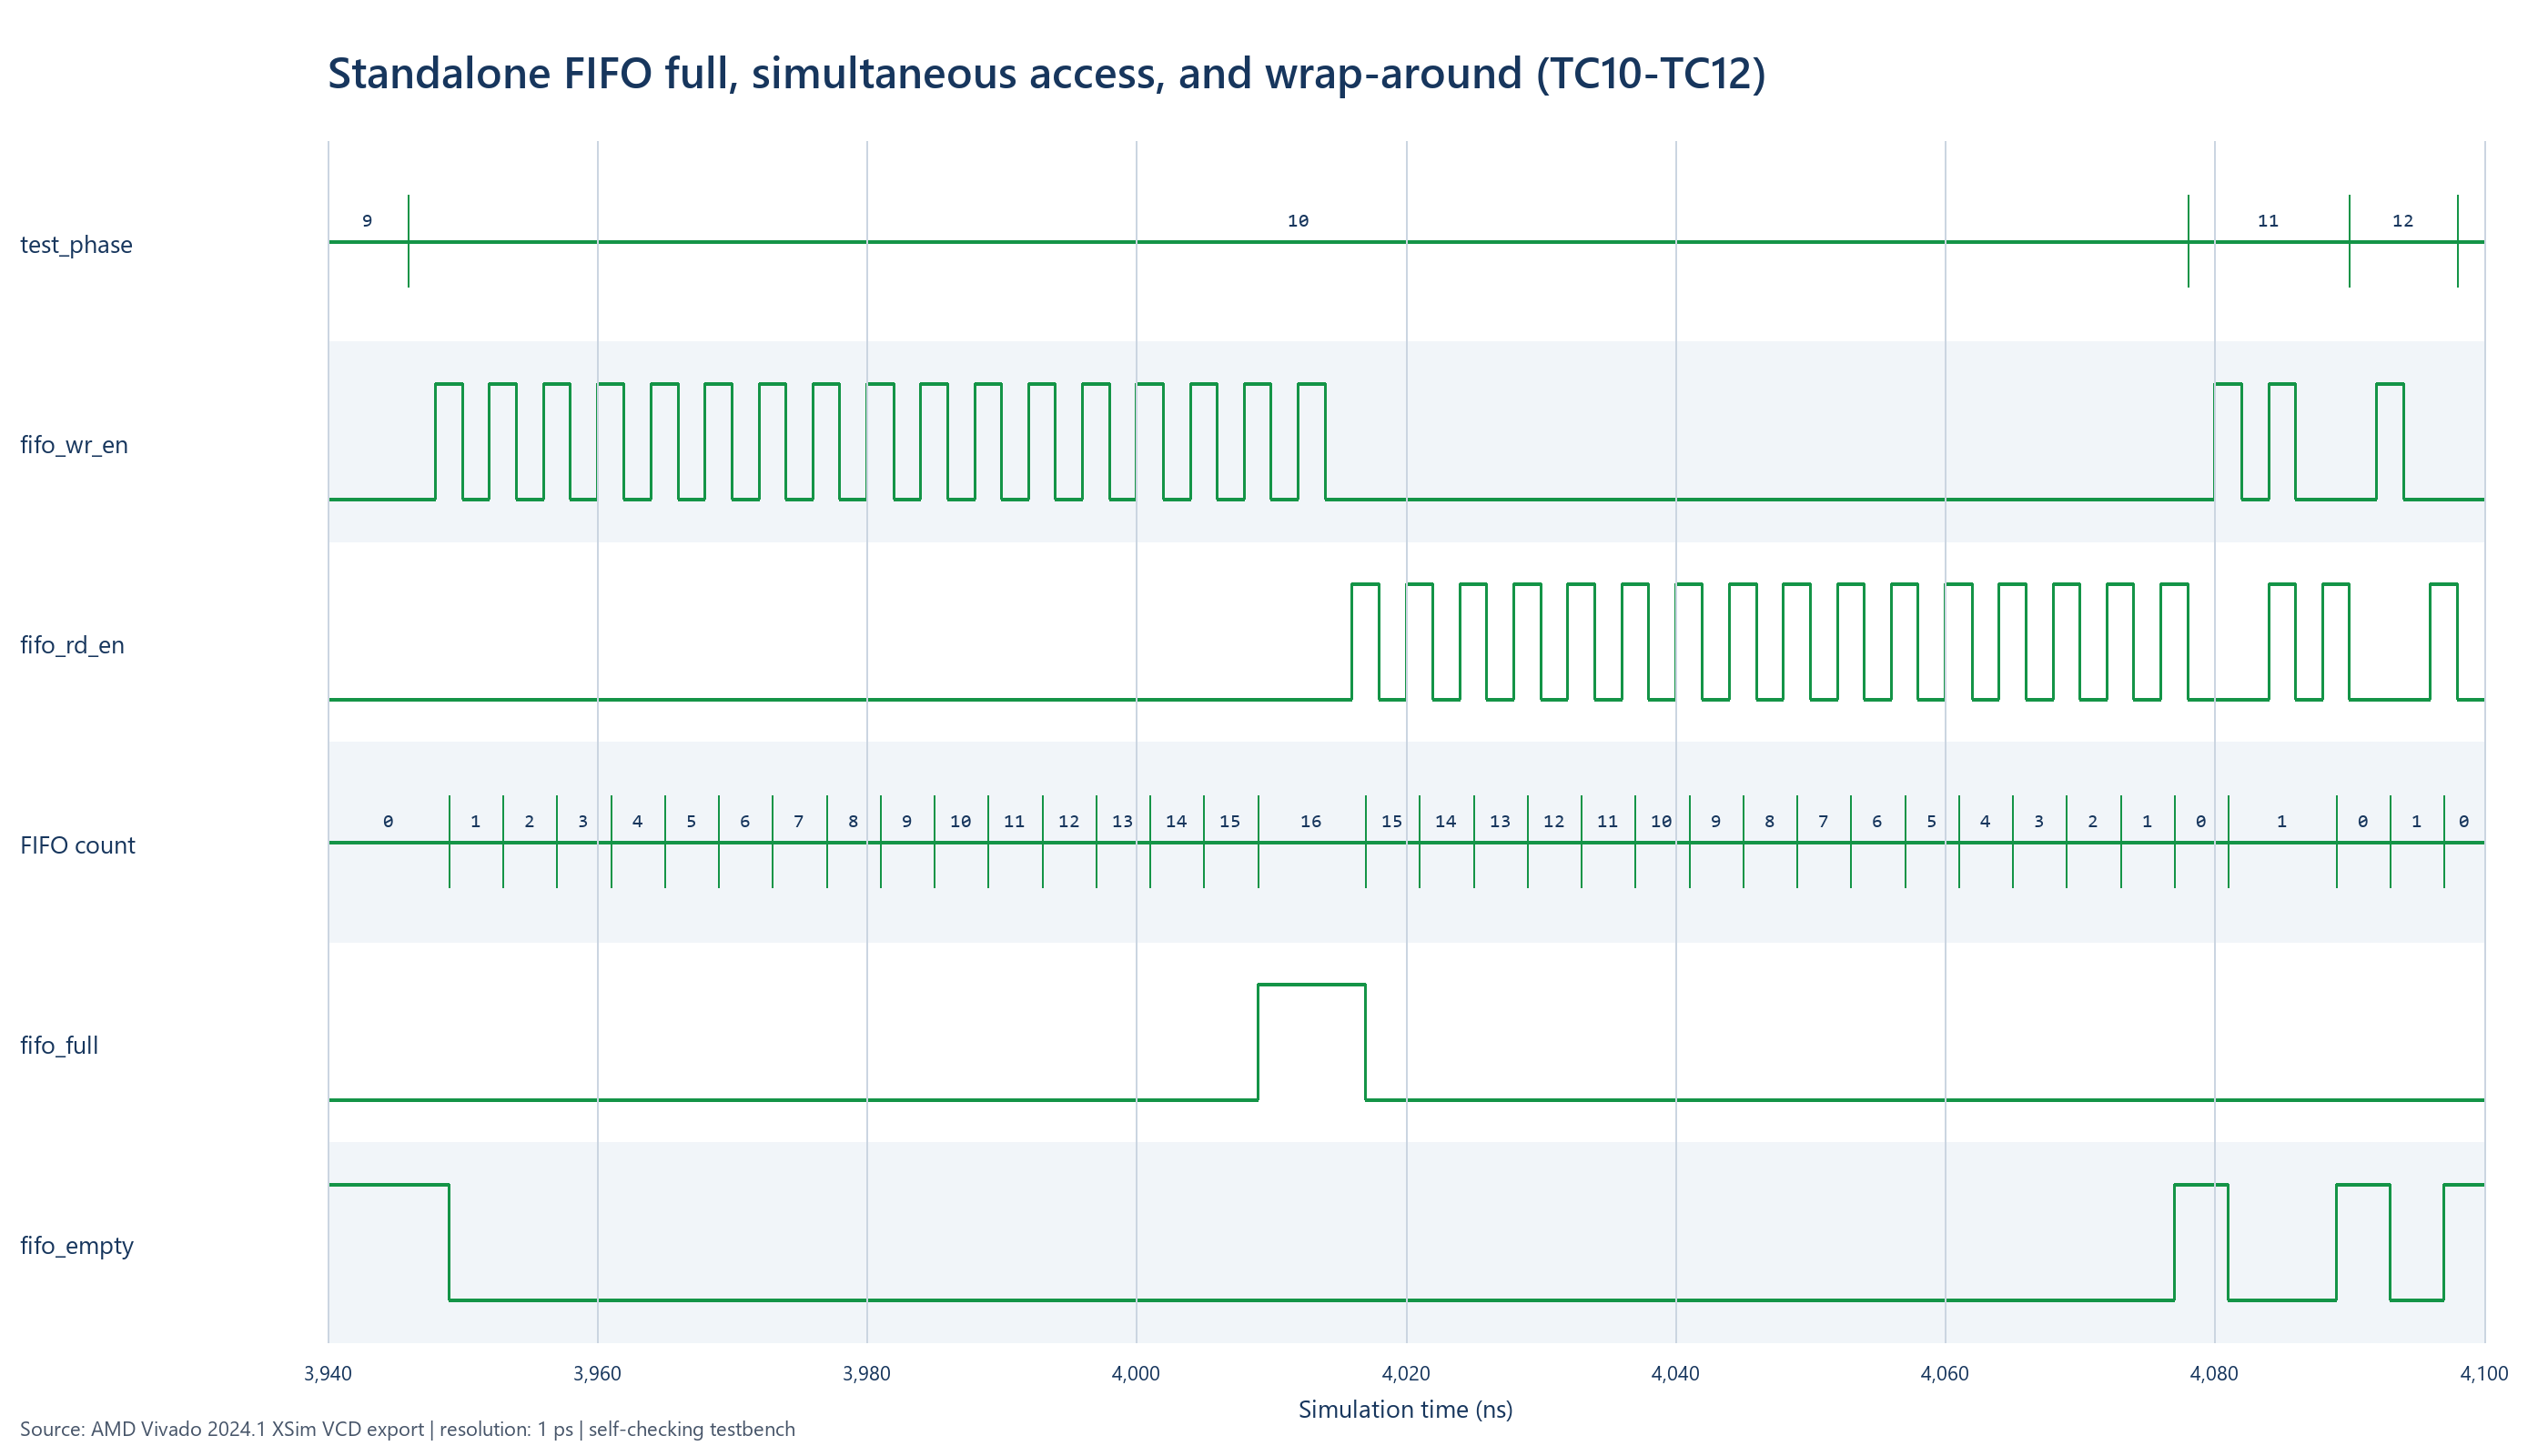 Standalone FIFO full, simultaneous access, and wrap-around (TC10-TC12)
test_phase
9 10 11 12
fifo_wr_en
fifo_rd_en
FIFO count
0 1 2 3 4 5 6 7 8 9 10 11 12 13 14 15 16 15 14 13 12 11 10 9 8 7 6 5 4 3 2 1 0 1 0 1 0
fifo_full
fifo_empty
3,940 3,960 3,980 4,000 4,020 4,040 4,060 4,080 4,100
Simulation time (ns)
Source: AMD Vivado 2024.1 XSim VCD export | resolution: 1 ps | self-checking testbench